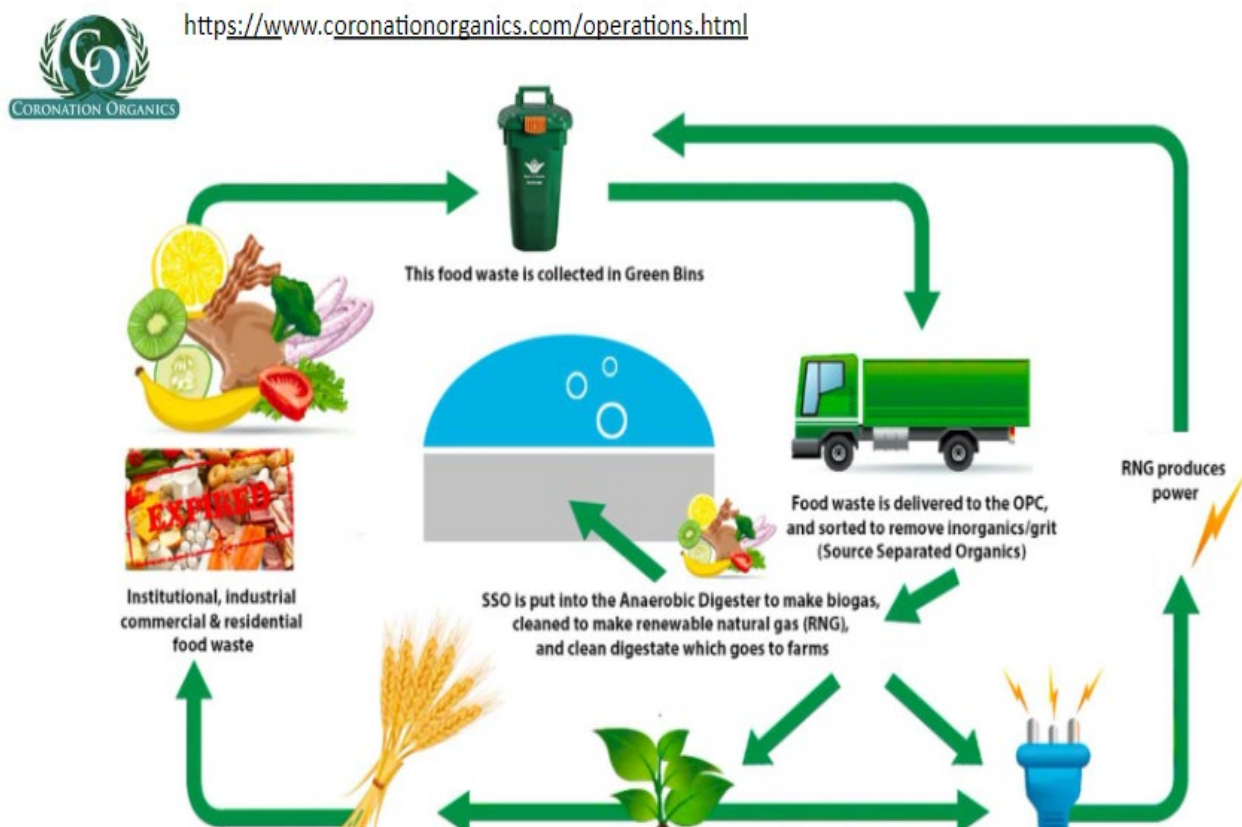 https://www.coronationorganics.com/operations.html
CO
CORONATION ORGANICS
This food waste is collected in Green Bins
EXPIRED
Institutional, industrial
commercial & residential
food waste
Food waste is delivered to the OPC,
and sorted to remove inorganics/grit
(Source Separated Organics)
RNG produces
power
SSO is put into the Anaerobic Digester to make biogas,
cleaned to make renewable natural gas (RNG),
and clean digestate which goes to farms